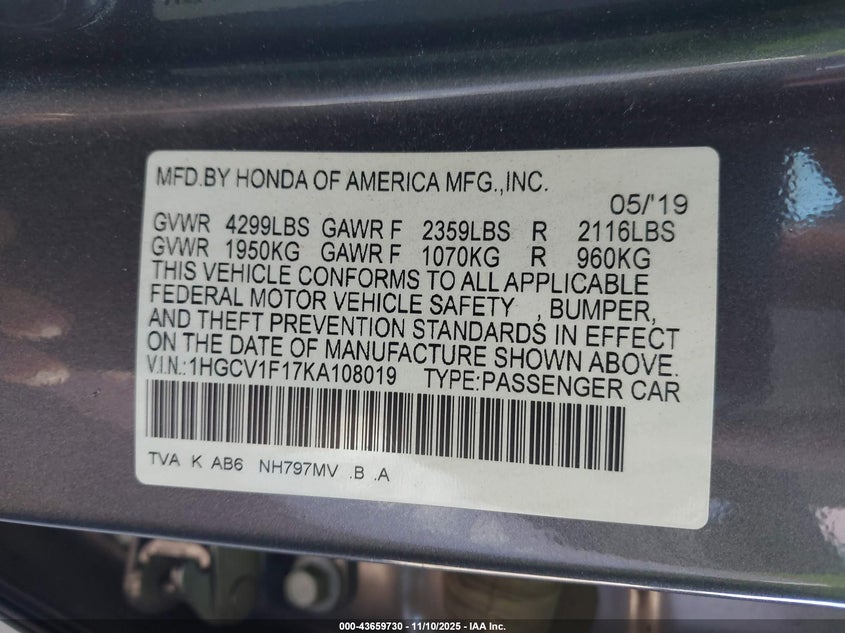 MFD.BY HONDA OF AMERICA MFG.,INC.
05/'19
GVWR 4299LBS GAWR F 2359LBS R 2116LBS
GVWR 1950KG GAWR F 1070KG R 960KG
THIS VEHICLE CONFORMS TO ALL APPLICABLE
FEDERAL MOTOR VEHICLE SAFETY , BUMPER,
AND THEFT PREVENTION STANDARDS IN EFFECT
ON THE DATE OF MANUFACTURE SHOWN ABOVE.
V.I.N.:1HGCV1F17KA108019 TYPE:PASSENGER CAR
TVA K AB6 NH797MV .B .A
000-43659730 - 11/10/2025 - IAA Inc.